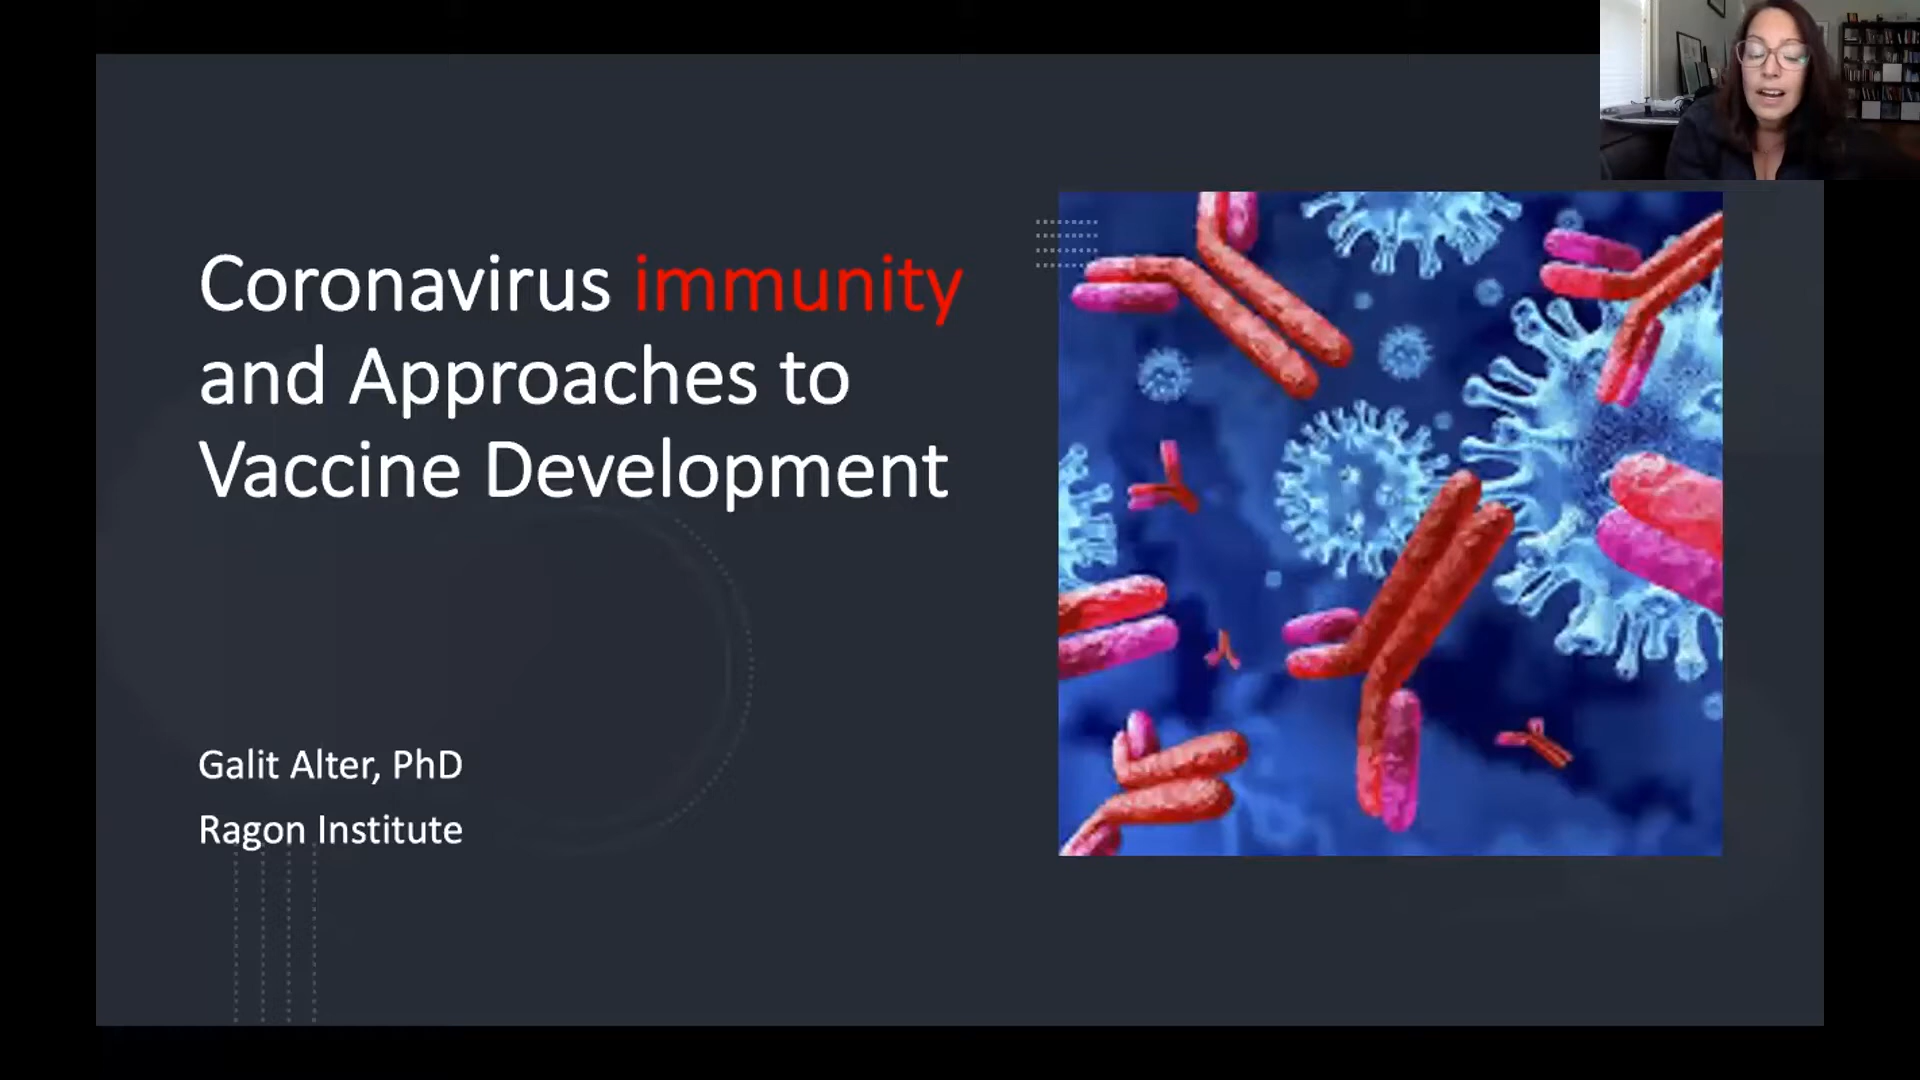 Coronavirus immunity
and Approaches to
Vaccine Development
Galit Alter, PhD
Ragon Institute